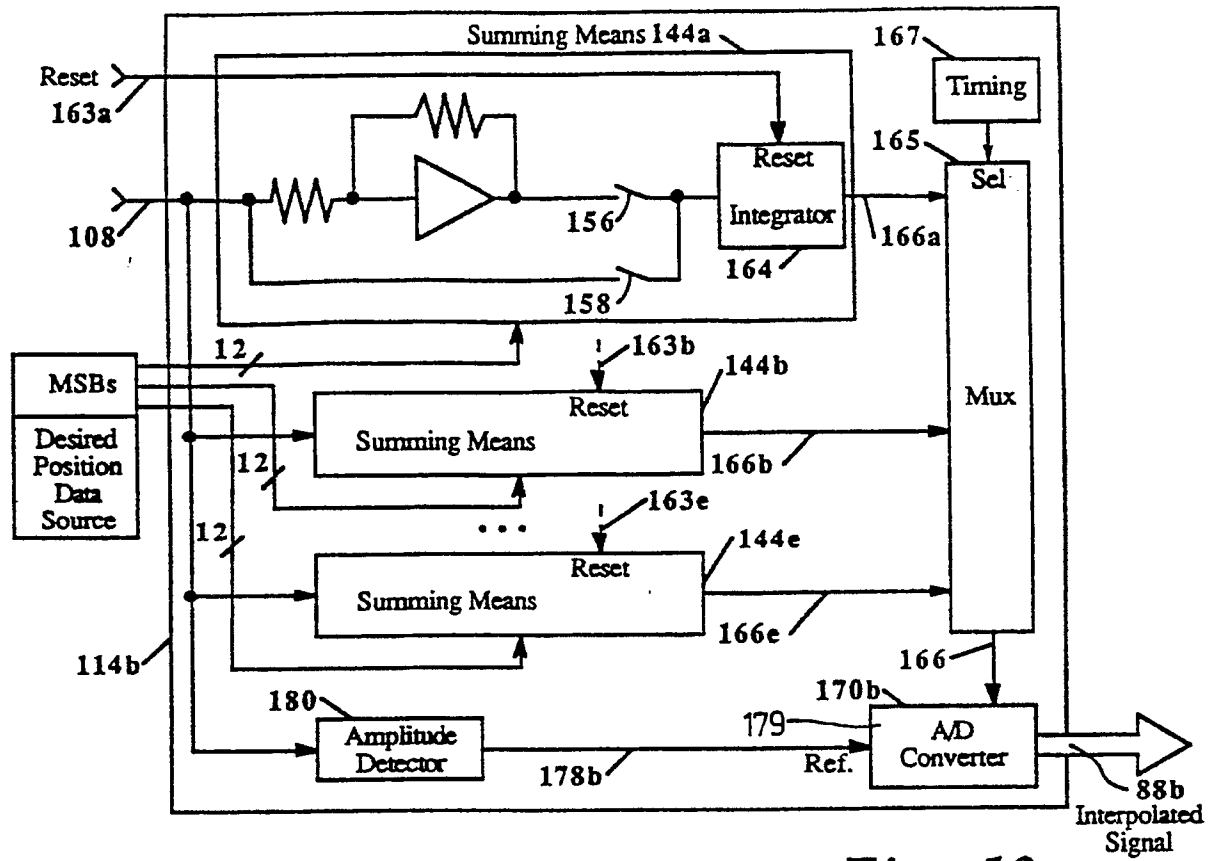 Summing Means 144a
167
Reset
163a
Timing
165
Reset
Sel
108
156
Integrator
166a
158
164
12
163b
MSBs
144b
Reset
Mux
Desired
Position
Data
Source
Summing Means
12
166b
163e
12
. . .
144e
Reset
Summing Means
166e
114b
166
180
170b
179
Amplitude
Detector
A/D
Converter
178b
Ref.
88b
Interpolated
Signal